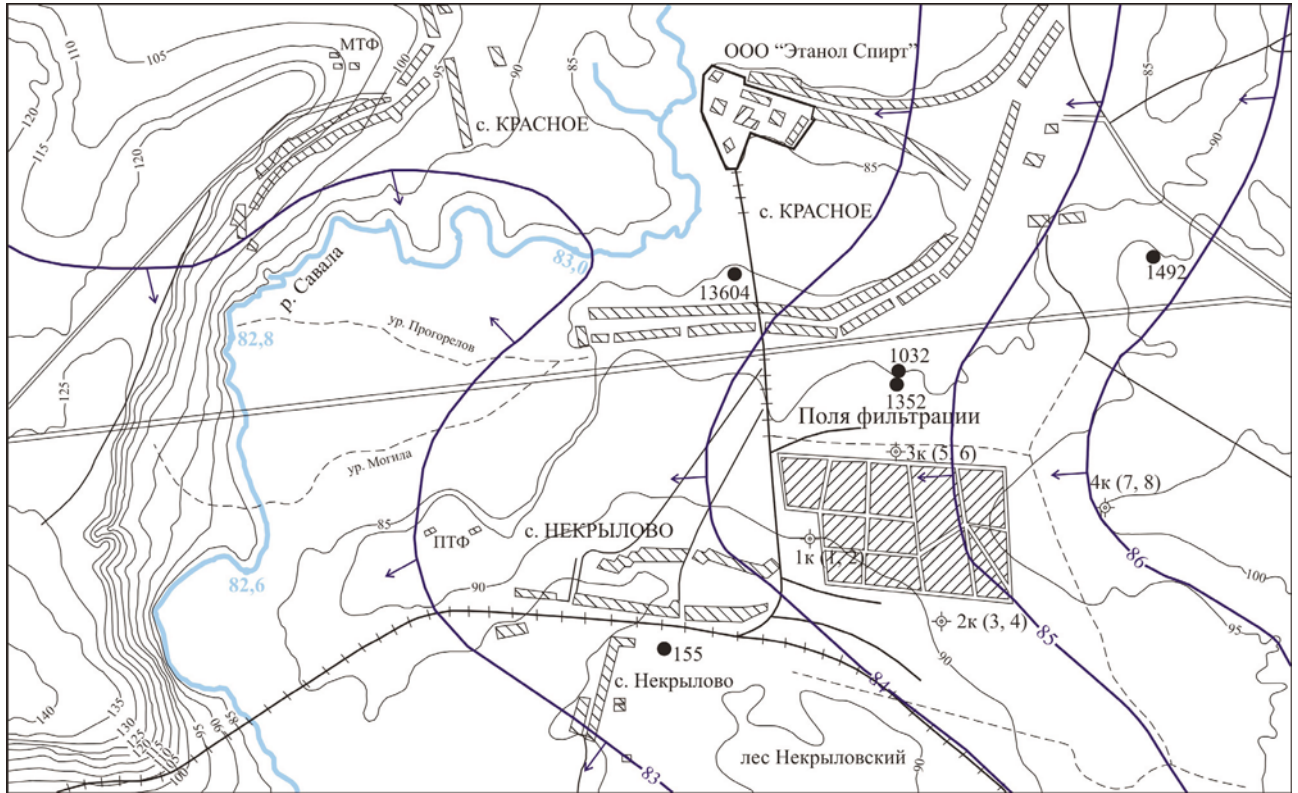 110
105
МТФ
100
95
90
85
ООО “Этанол Спирт”
85
90
120
115
120
с. КРАСНОЕ
85
с. КРАСНОЕ
р. Савала
83,0
13604
1492
82,8
ур. Прогорелов
125
1032
1352
Поля фильтрации
ур. Могила
3к (5, 6)
4к (7, 8)
85
ПТФ
с. НЕКРЫЛОВО
1к (1, 2)
86
100
82,6
90
2к (3, 4)
85
95
155
90
с. Некрылово
84
140
135
130
125
105
100
95
90
85
83
лес Некрыловский
90